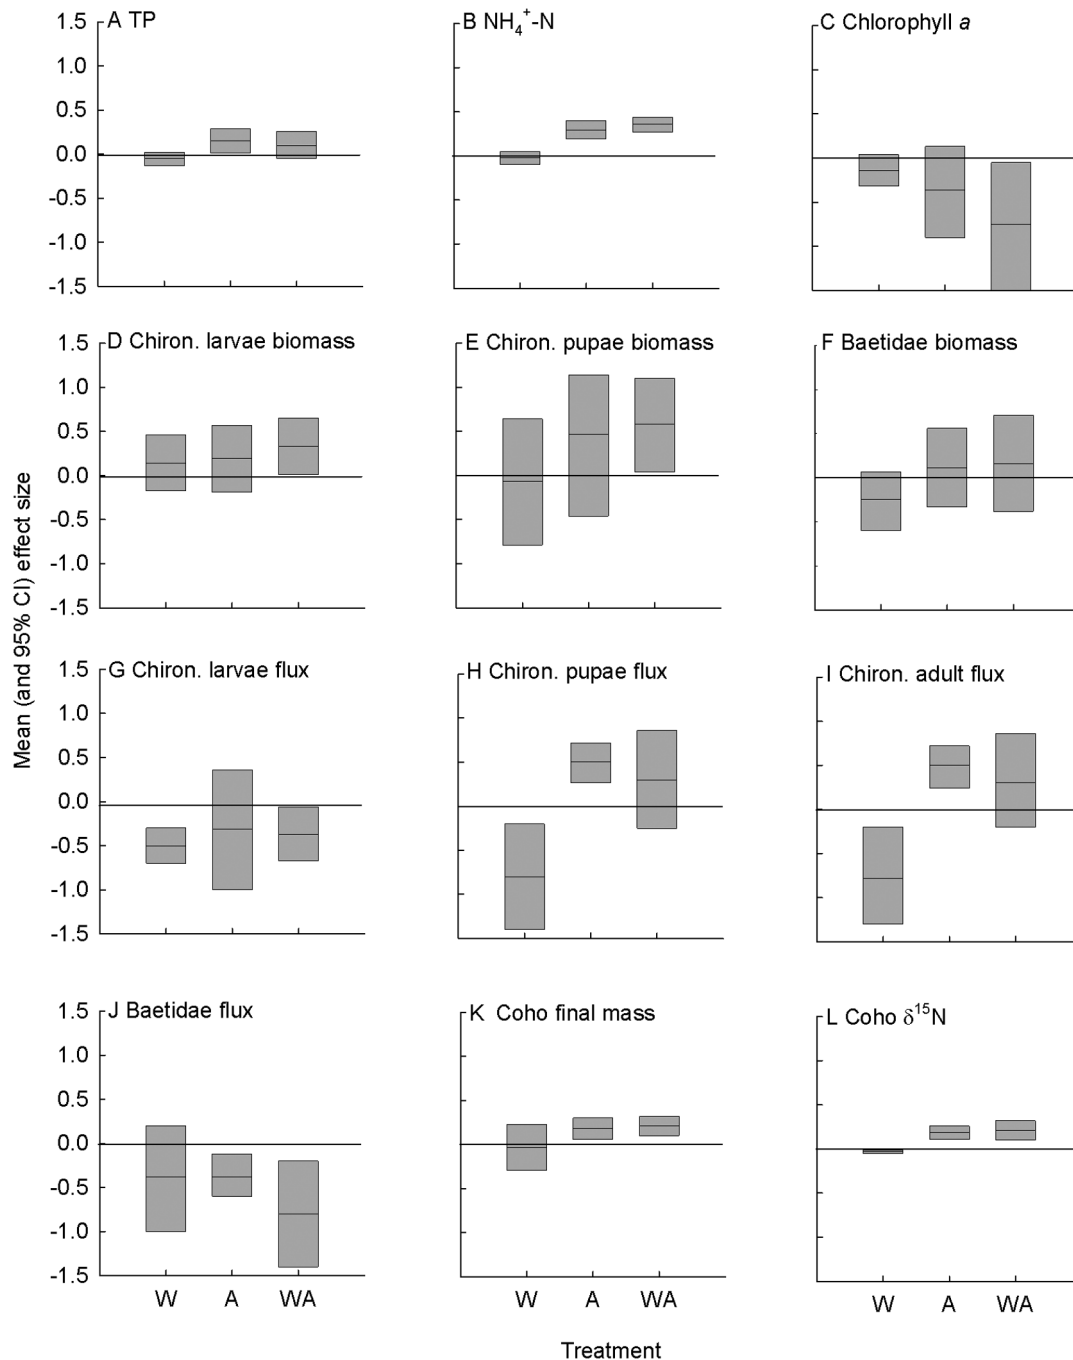 A TP
B NH₄⁺-N
C Chlorophyll a
1.5
1.0
0.5
0.0
-0.5
-1.0
-1.5
D Chiron. larvae biomass
E Chiron. pupae biomass
F Baetidae biomass
1.5
1.0
0.5
0.0
-0.5
-1.0
-1.5
Mean (and 95% CI) effect size
G Chiron. larvae flux
H Chiron. pupae flux
I Chiron. adult flux
1.5
1.0
0.5
0.0
-0.5
-1.0
-1.5
J Baetidae flux
K Coho final mass
L Coho δ¹⁵N
1.5
1.0
0.5
0.0
-0.5
-1.0
-1.5
W A WA
W A WA
W A WA
Treatment